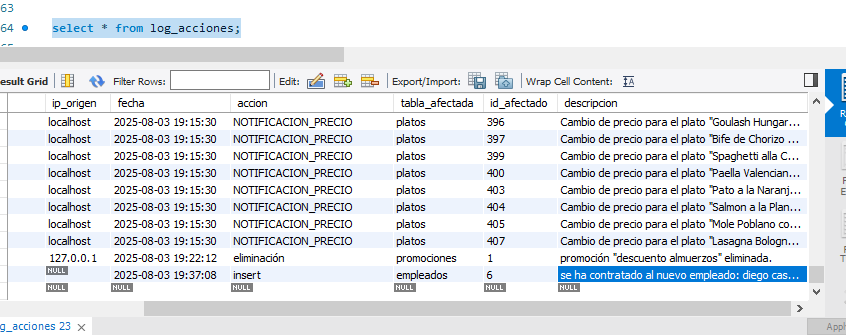 63
64 select * from log_acciones;
65
esult Grid Filter Rows: Edit: Export/Import: Wrap Cell Content:
ip_origen fecha accion tabla_afectada id_afectado descripcion
localhost 2025-08-03 19:15:30 NOTIFICACION_PRECIO platos 396 Cambio de precio para el plato "Goulash Hungar...
localhost 2025-08-03 19:15:30 NOTIFICACION_PRECIO platos 397 Cambio de precio para el plato "Bife de Chorizo ...
localhost 2025-08-03 19:15:30 NOTIFICACION_PRECIO platos 399 Cambio de precio para el plato "Spaghetti alla C...
localhost 2025-08-03 19:15:30 NOTIFICACION_PRECIO platos 400 Cambio de precio para el plato "Paella Valencian...
localhost 2025-08-03 19:15:30 NOTIFICACION_PRECIO platos 403 Cambio de precio para el plato "Pato a la Naranj...
localhost 2025-08-03 19:15:30 NOTIFICACION_PRECIO platos 404 Cambio de precio para el plato "Salmon a la Plan...
localhost 2025-08-03 19:15:30 NOTIFICACION_PRECIO platos 405 Cambio de precio para el plato "Mole Poblano co...
localhost 2025-08-03 19:15:30 NOTIFICACION_PRECIO platos 407 Cambio de precio para el plato "Lasagna Bologn...
127.0.0.1 2025-08-03 19:22:12 eliminación promociones 1 promoción "descuento almuerzos" eliminada.
NULL 2025-08-03 19:37:08 insert empleados 6 se ha contratado al nuevo empleado: diego cas...
NULL NULL NULL NULL NULL NULL
g_acciones 23
Appl